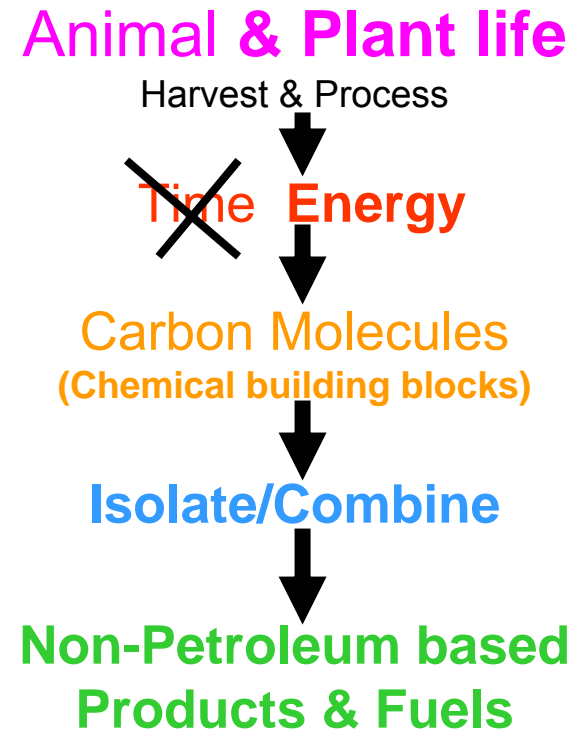 Animal & Plant life
Harvest & Process
Time Energy
Carbon Molecules
(Chemical building blocks)
Isolate/Combine
Non-Petroleum based
Products & Fuels